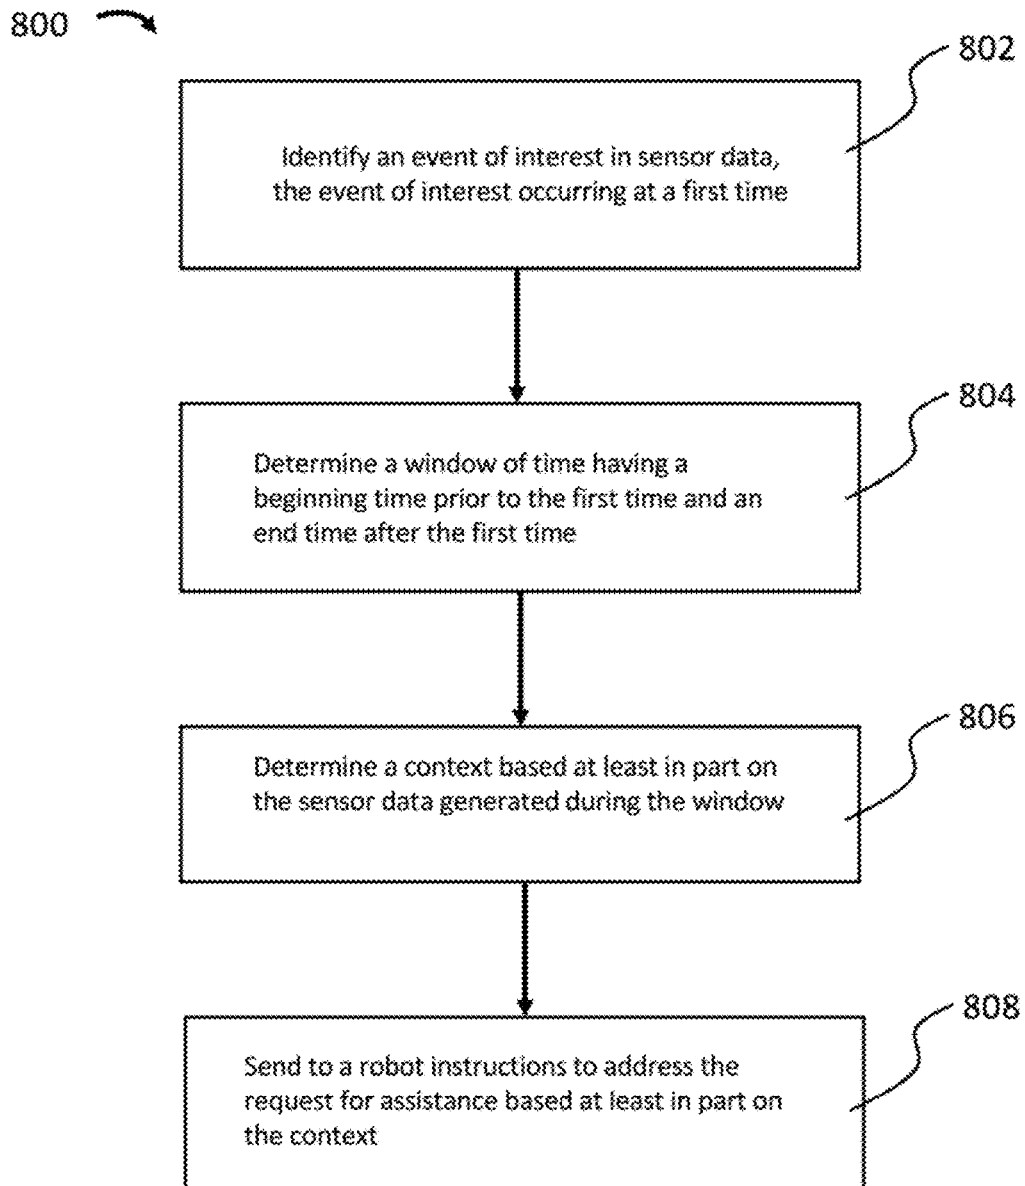 800
802
Identify an event of interest in sensor data,
the event of interest occurring at a first time
804
Determine a window of time having a
beginning time prior to the first time and an
end time after the first time
806
Determine a context based at least in part on
the sensor data generated during the window
808
Send to a robot instructions to address the
request for assistance based at least in part on
the context